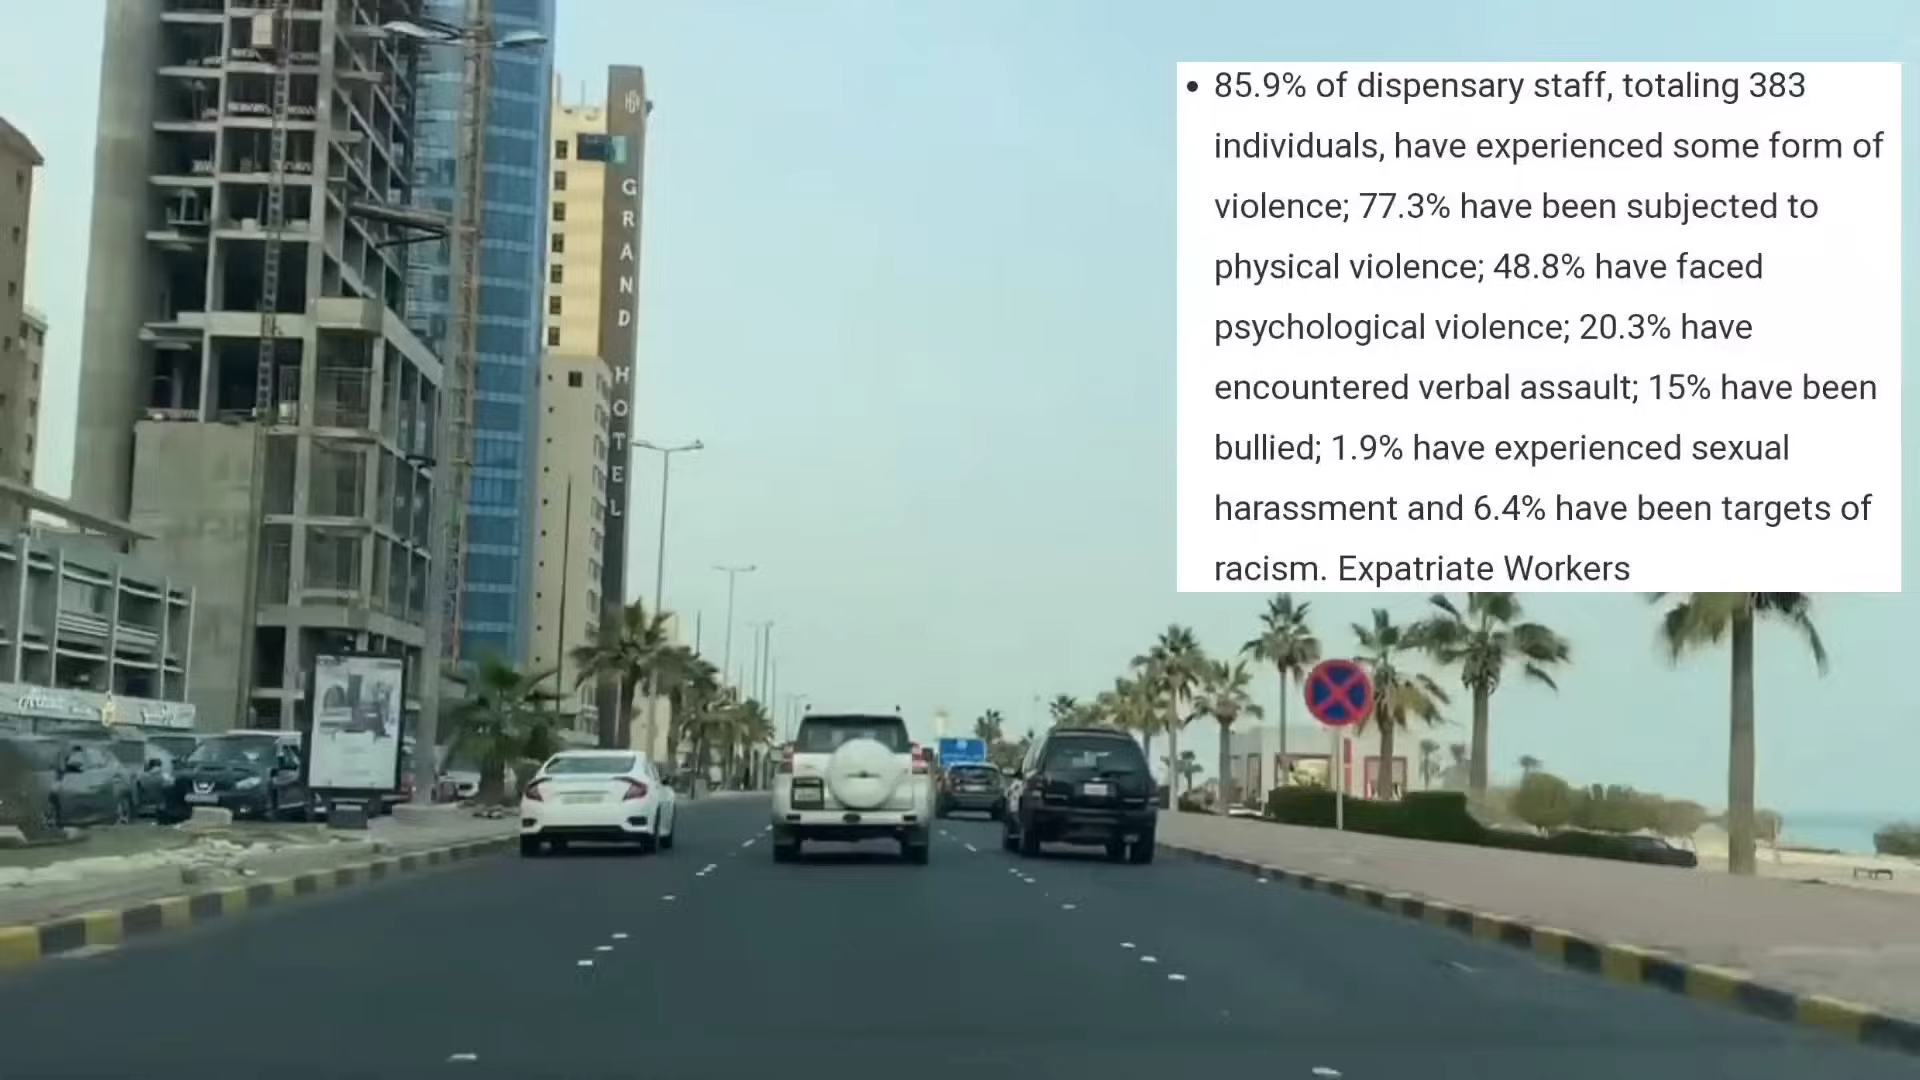 GRAND HOTEL
• 85.9% of dispensary staff, totaling 383
individuals, have experienced some form of
violence; 77.3% have been subjected to
physical violence; 48.8% have faced
psychological violence; 20.3% have
encountered verbal assault; 15% have been
bullied; 1.9% have experienced sexual
harassment and 6.4% have been targets of
racism. Expatriate Workers